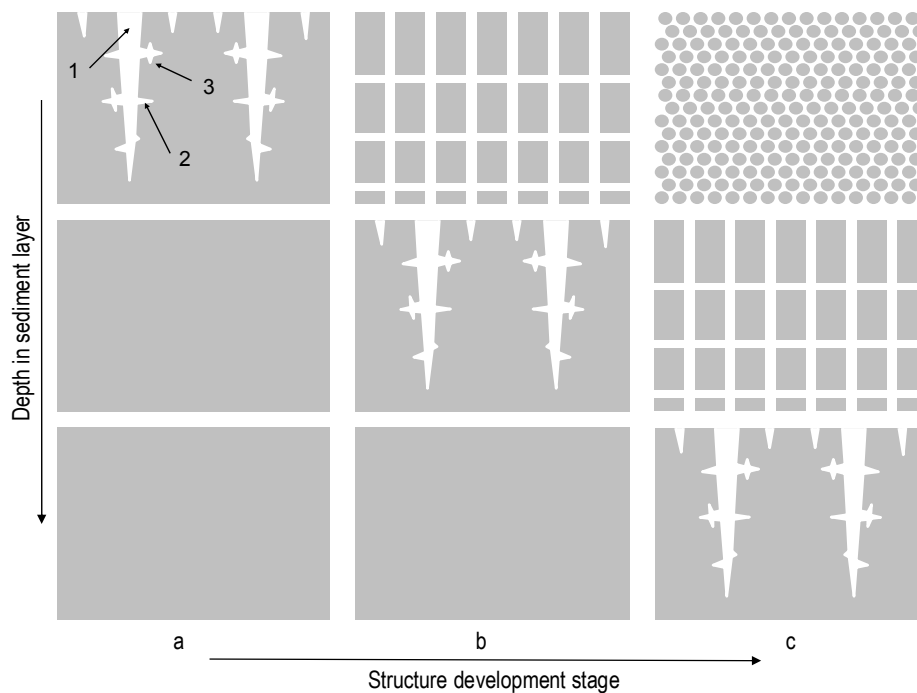 1
3
2
Depth in sediment layer
a
b
c
Structure development stage